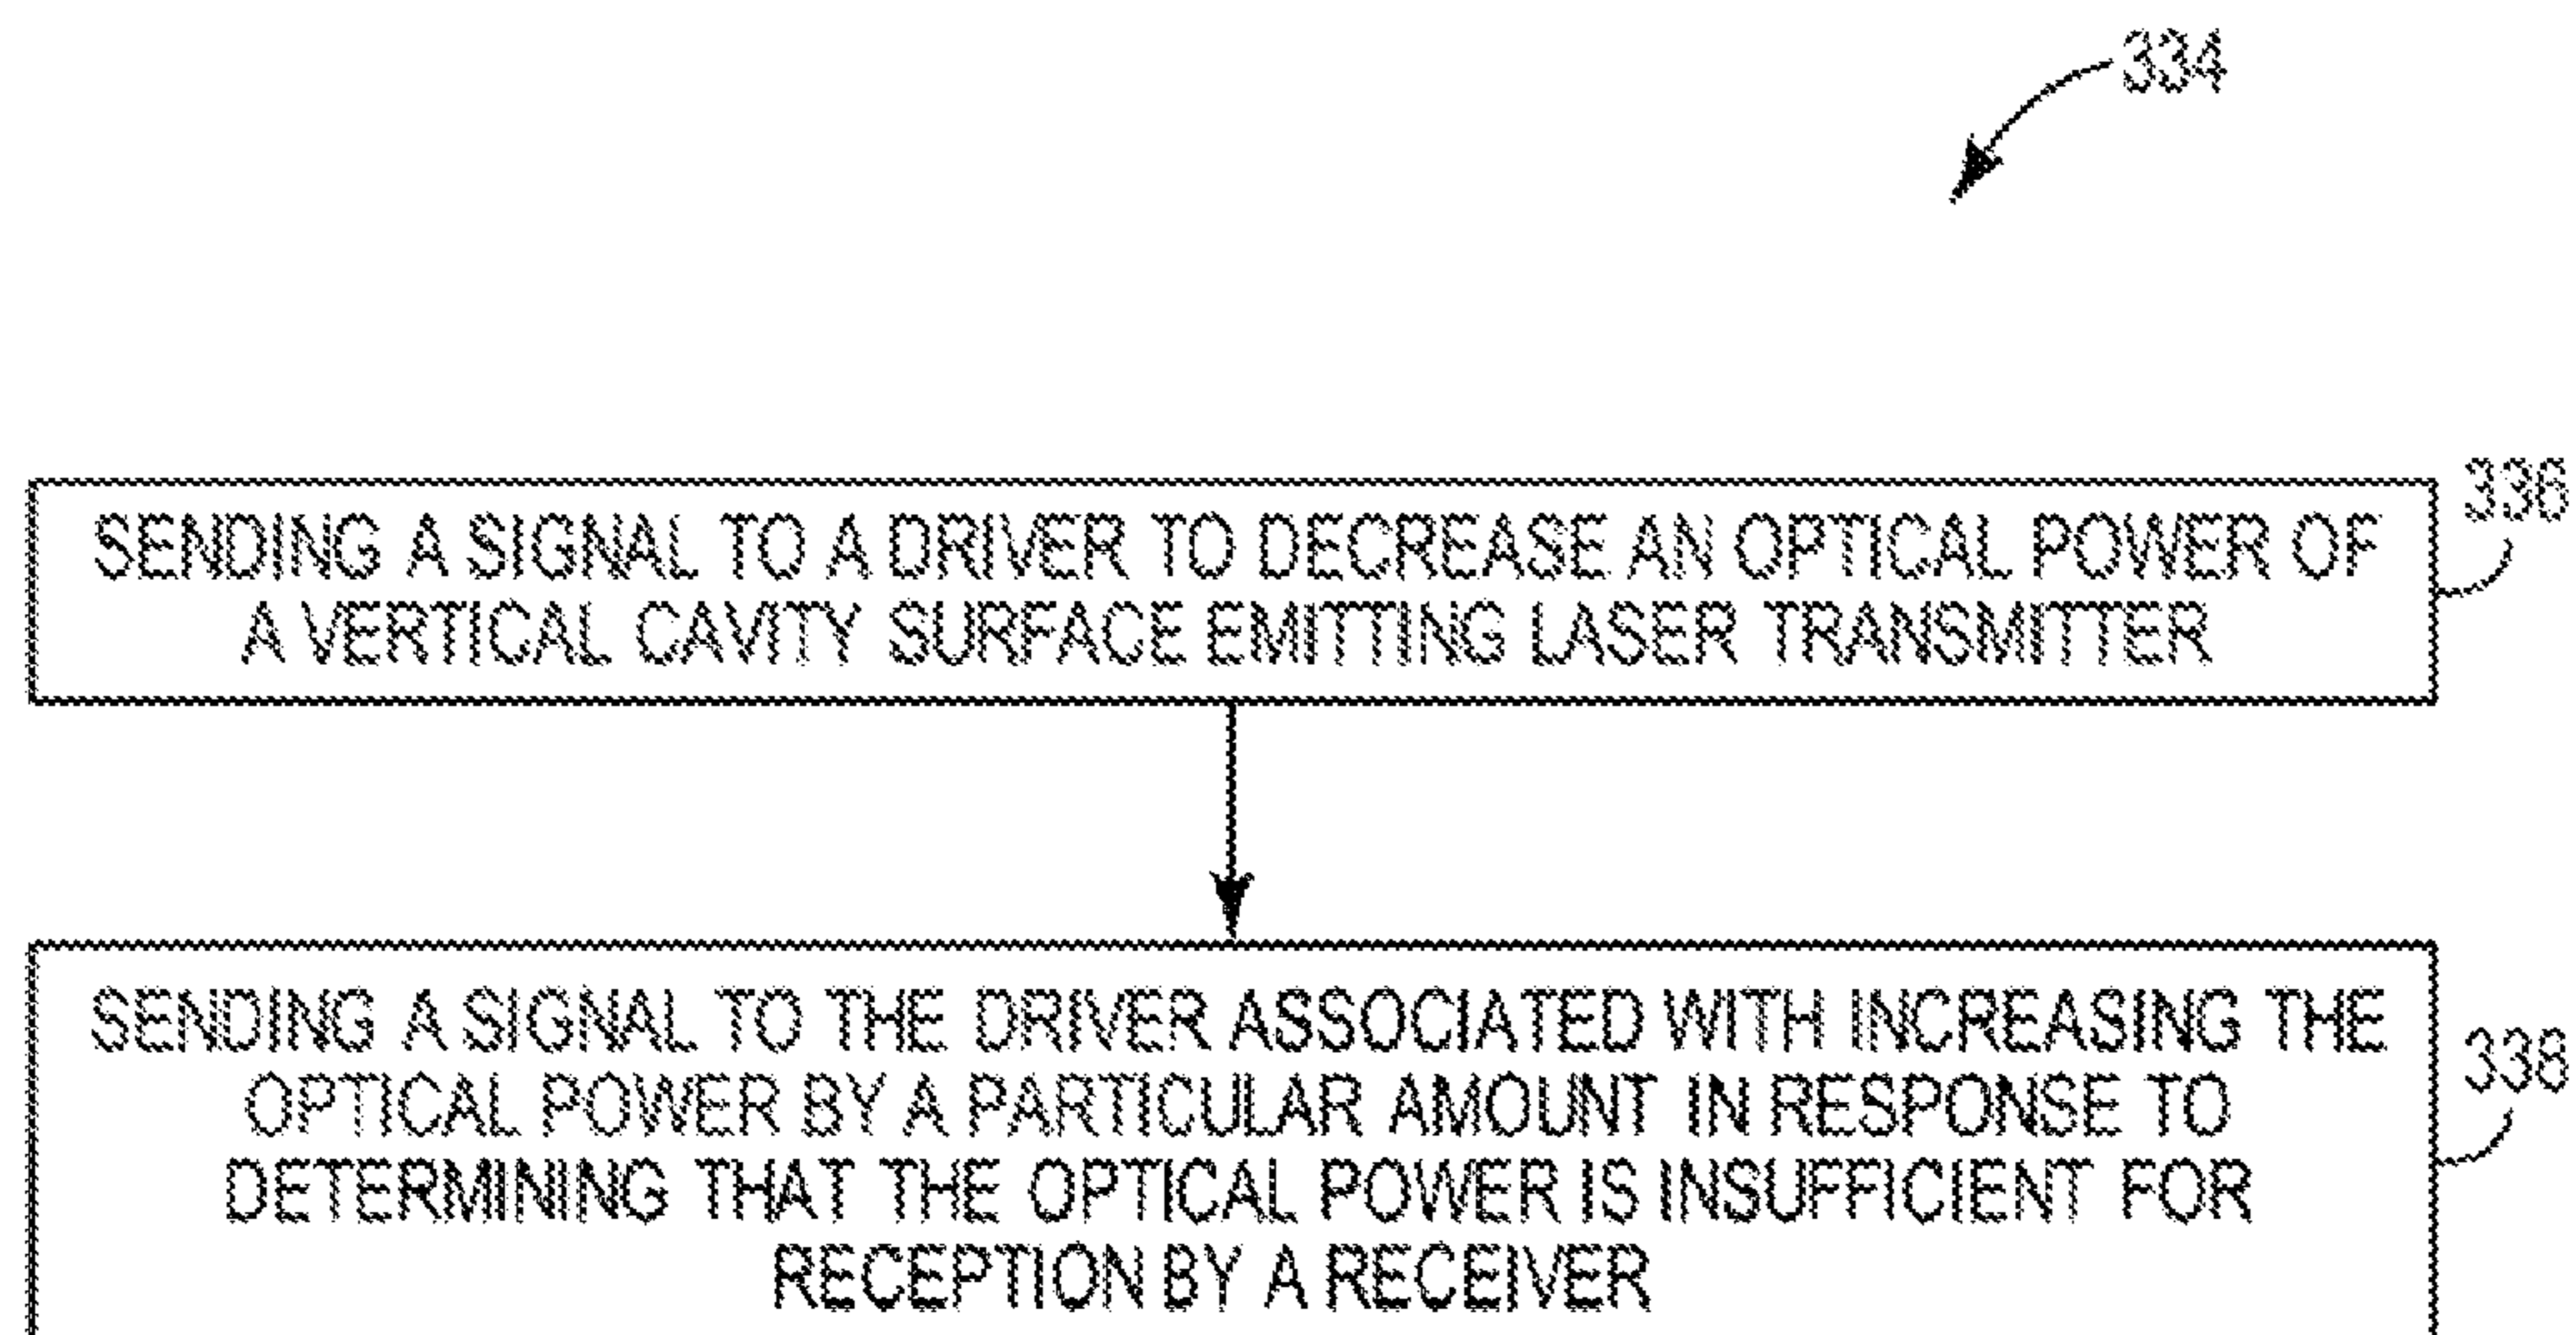 334
336
SENDING A SIGNAL TO A DRIVER TO DECREASE AN OPTICAL POWER OF
A VERTICAL CAVITY SURFACE EMITTING LASER TRANSMITTER
SENDING A SIGNAL TO THE DRIVER ASSOCIATED WITH INCREASING THE
338
OPTICAL POWER BY A PARTICULAR AMOUNT IN RESPONSE TO
DETERMINING THAT THE OPTICAL POWER IS INSUFFICIENT FOR
RECEPTION BY A RECEIVER